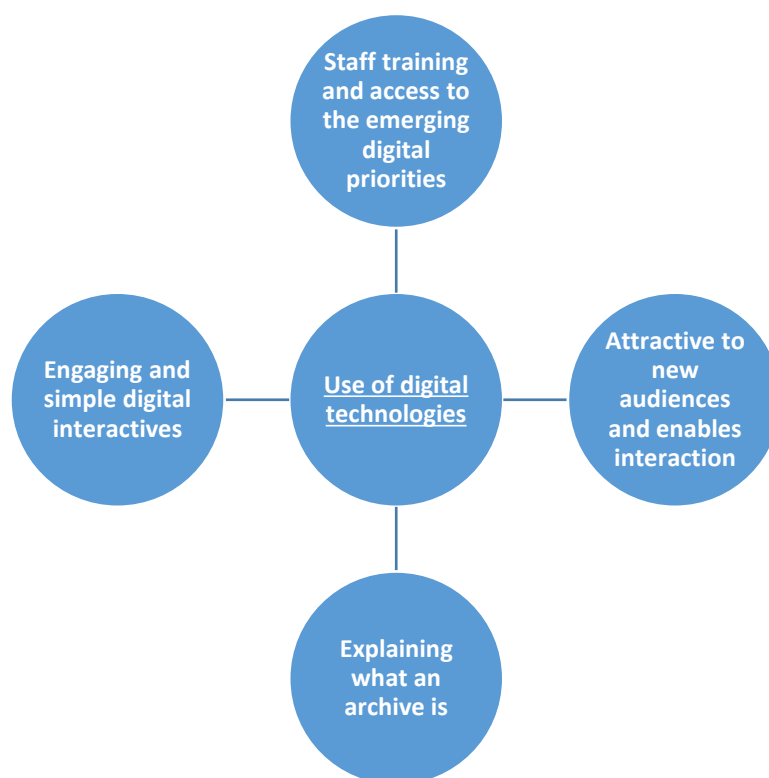 Staff training
and access to
the emerging
digital
priorities
Engaging and
simple digital
interactives
Use of digital
technologies
Attractive to
new
audiences
and enables
interaction
Explaining
what an
archive is